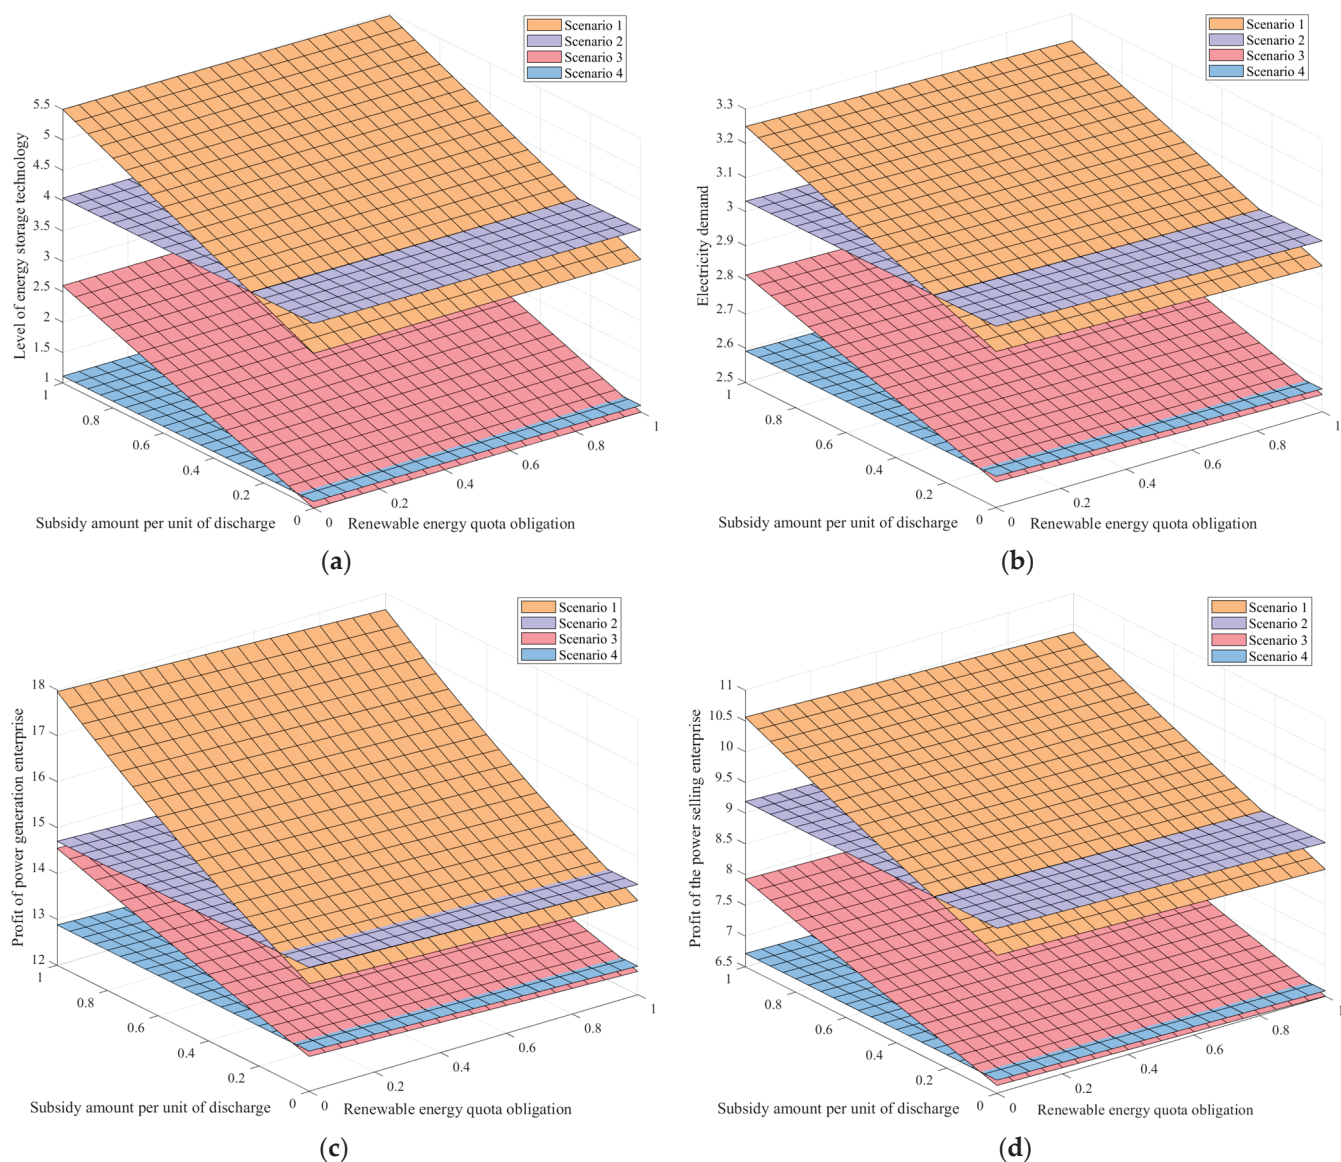 Scenario 1
Scenario 2
Scenario 3
Scenario 4
5.5
5
4.5
4
3.5
3
2.5
2
1.5
1
Level of energy storage technology
1
0.8
0.6
0.4
0.2
0
Subsidy amount per unit of discharge
0
0.2
0.4
0.6
0.8
1
Renewable energy quota obligation
(a)
Scenario 1
Scenario 2
Scenario 3
Scenario 4
3.3
3.2
3.1
3
2.9
2.8
2.7
2.6
2.5
Electricity demand
1
0.8
0.6
0.4
0.2
0
Subsidy amount per unit of discharge
0
0.2
0.4
0.6
0.8
1
Renewable energy quota obligation
(b)
Scenario 1
Scenario 2
Scenario 3
Scenario 4
18
17
16
15
14
13
12
Profit of power generation enterprise
1
0.8
0.6
0.4
0.2
0
Subsidy amount per unit of discharge
0
0.2
0.4
0.6
0.8
1
Renewable energy quota obligation
(c)
Scenario 1
Scenario 2
Scenario 3
Scenario 4
11
10.5
10
9.5
9
8.5
8
7.5
7
6.5
Profit of the power selling enterprise
1
0.8
0.6
0.4
0.2
0
Subsidy amount per unit of discharge
0
0.2
0.4
0.6
0.8
1
Renewable energy quota obligation
(d)